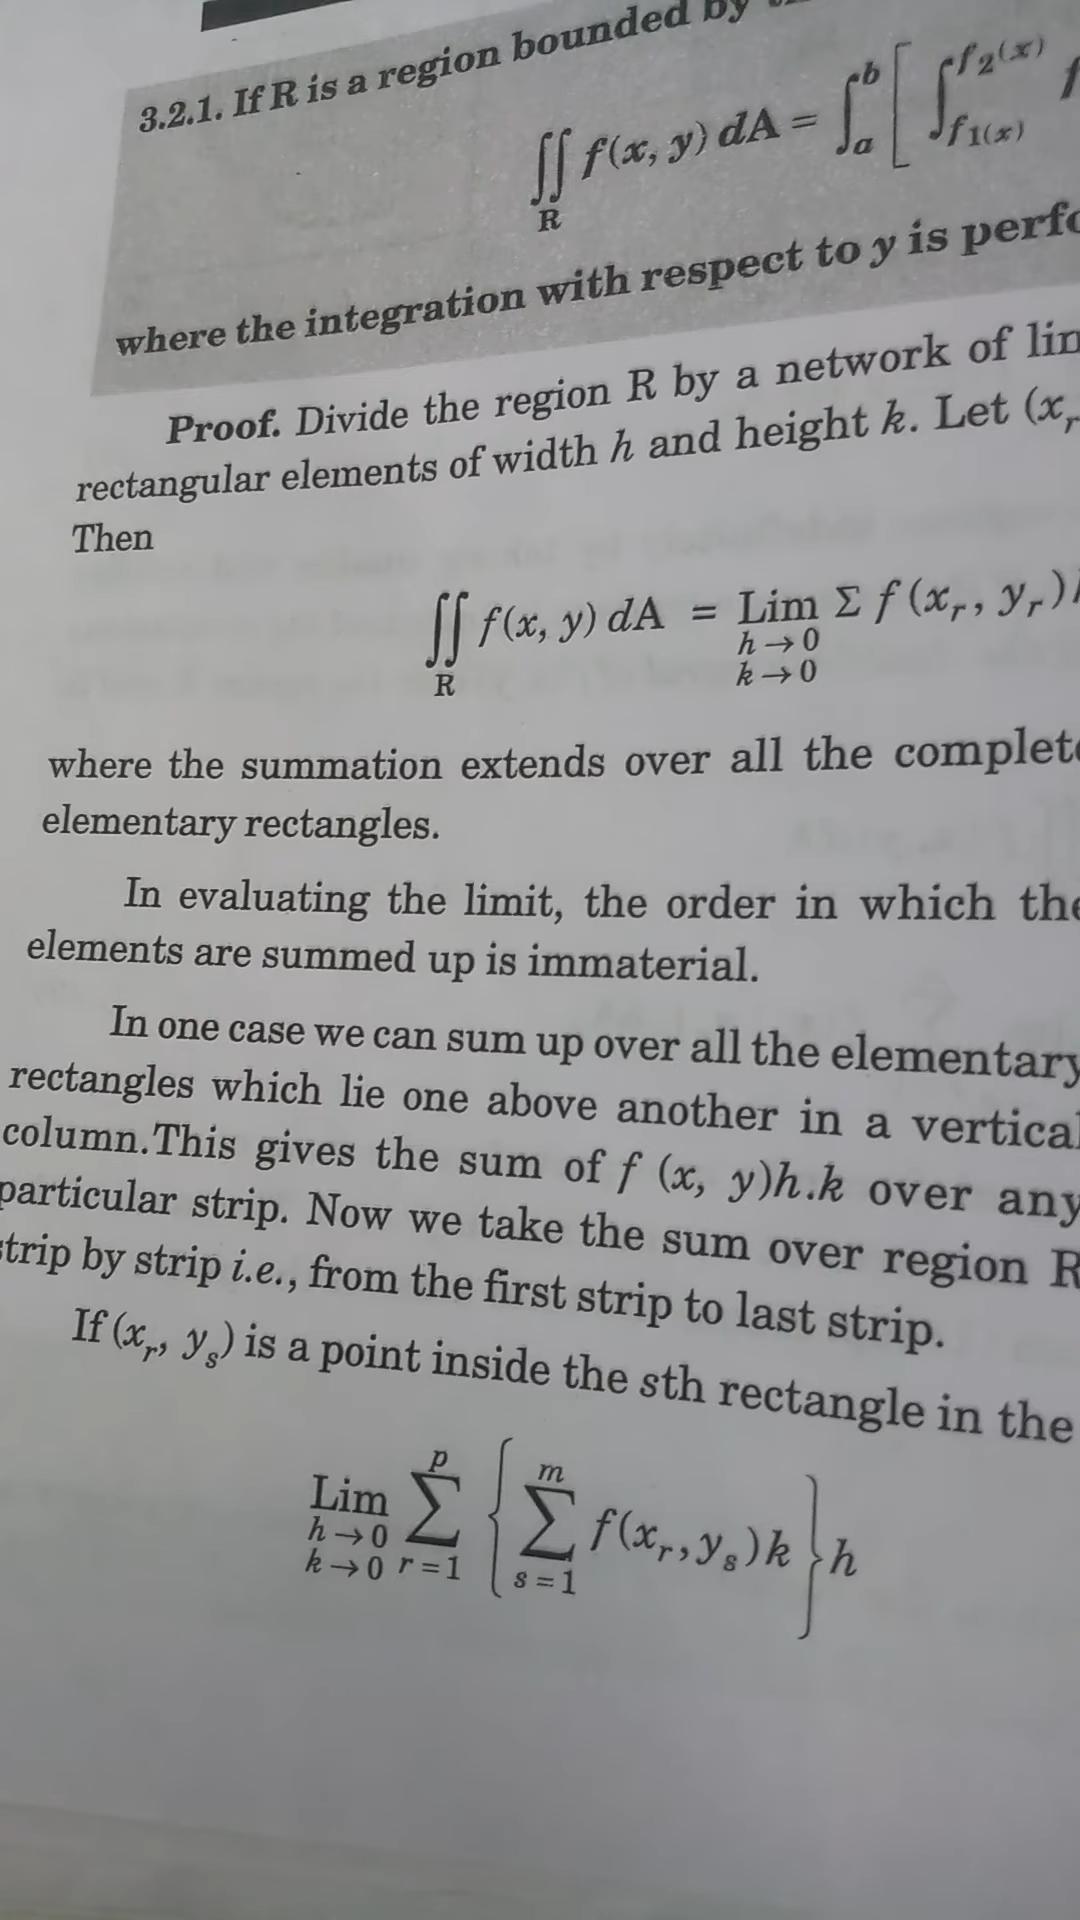 3.2.1. If R is a region bounded by
∬ f(x, y) dA = ∫ₐᵇ [ ∫_{f₁(x)}^{f₂(x)}
R
where the integration with respect to y is
Proof. Divide the region R by a network of
rectangular elements of width h and height k. Let (xᵣ
Then
∬ f(x, y) dA = Lim Σ f (xᵣ, yᵣ)
R h → 0
k → 0
where the summation extends over all the
elementary rectangles.
In evaluating the limit, the order in which the
elements are summed up is immaterial.
In one case we can sum up over all the elementary
rectangles which lie one above another in a vertical
column.This gives the sum of f (x, y)h.k over any
particular strip. Now we take the sum over region R
strip by strip i.e., from the first strip to last strip.
If (xᵣ, yₛ) is a point inside the sth rectangle in the
p m
Lim Σ { Σ f(xᵣ, yₛ)k } h
h → 0
k → 0 r = 1 s = 1